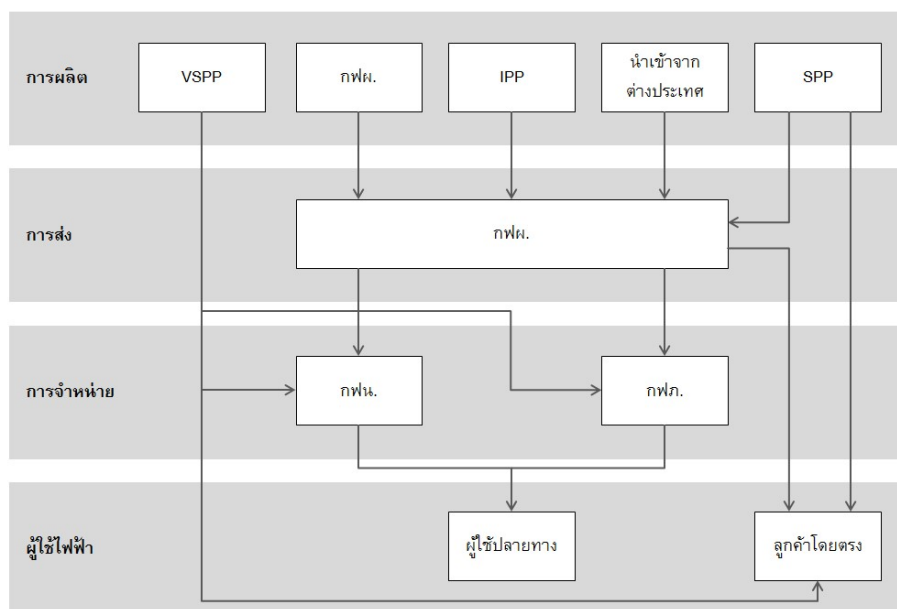 การผลิต
VSPP
กฟผ.
IPP
นำเข้าจาก
ต่างประเทศ
SPP
การส่ง
กฟผ.
การจำหน่าย
กฟน.
กฟภ.
ผู้ใช้ไฟฟ้า
ผู้ใช้ปลายทาง
ลูกค้าโดยตรง